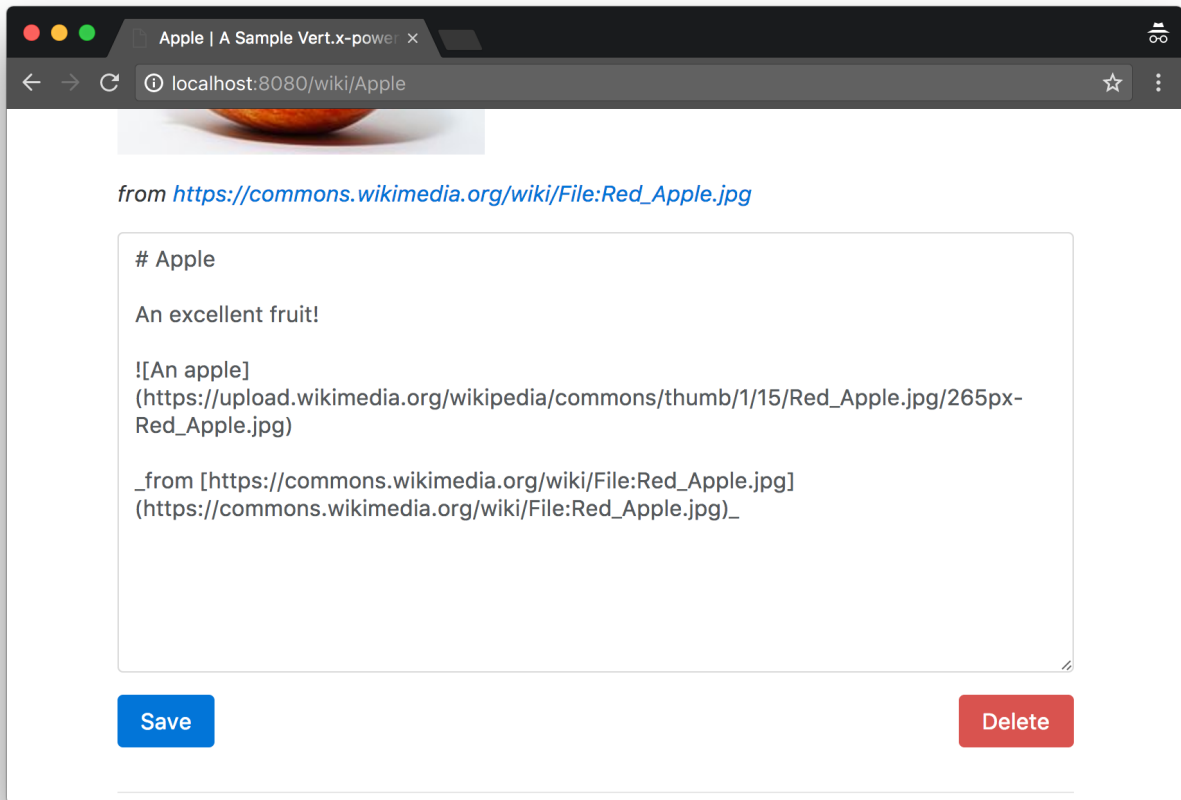 Apple | A Sample Vert.x-power
localhost:8080/wiki/Apple
from https://commons.wikimedia.org/wiki/File:Red_Apple.jpg
# Apple
An excellent fruit!
![An apple]
(https://upload.wikimedia.org/wikipedia/commons/thumb/1/15/Red_Apple.jpg/265px-
Red_Apple.jpg)
_from [https://commons.wikimedia.org/wiki/File:Red_Apple.jpg]
(https://commons.wikimedia.org/wiki/File:Red_Apple.jpg)_
Save
Delete